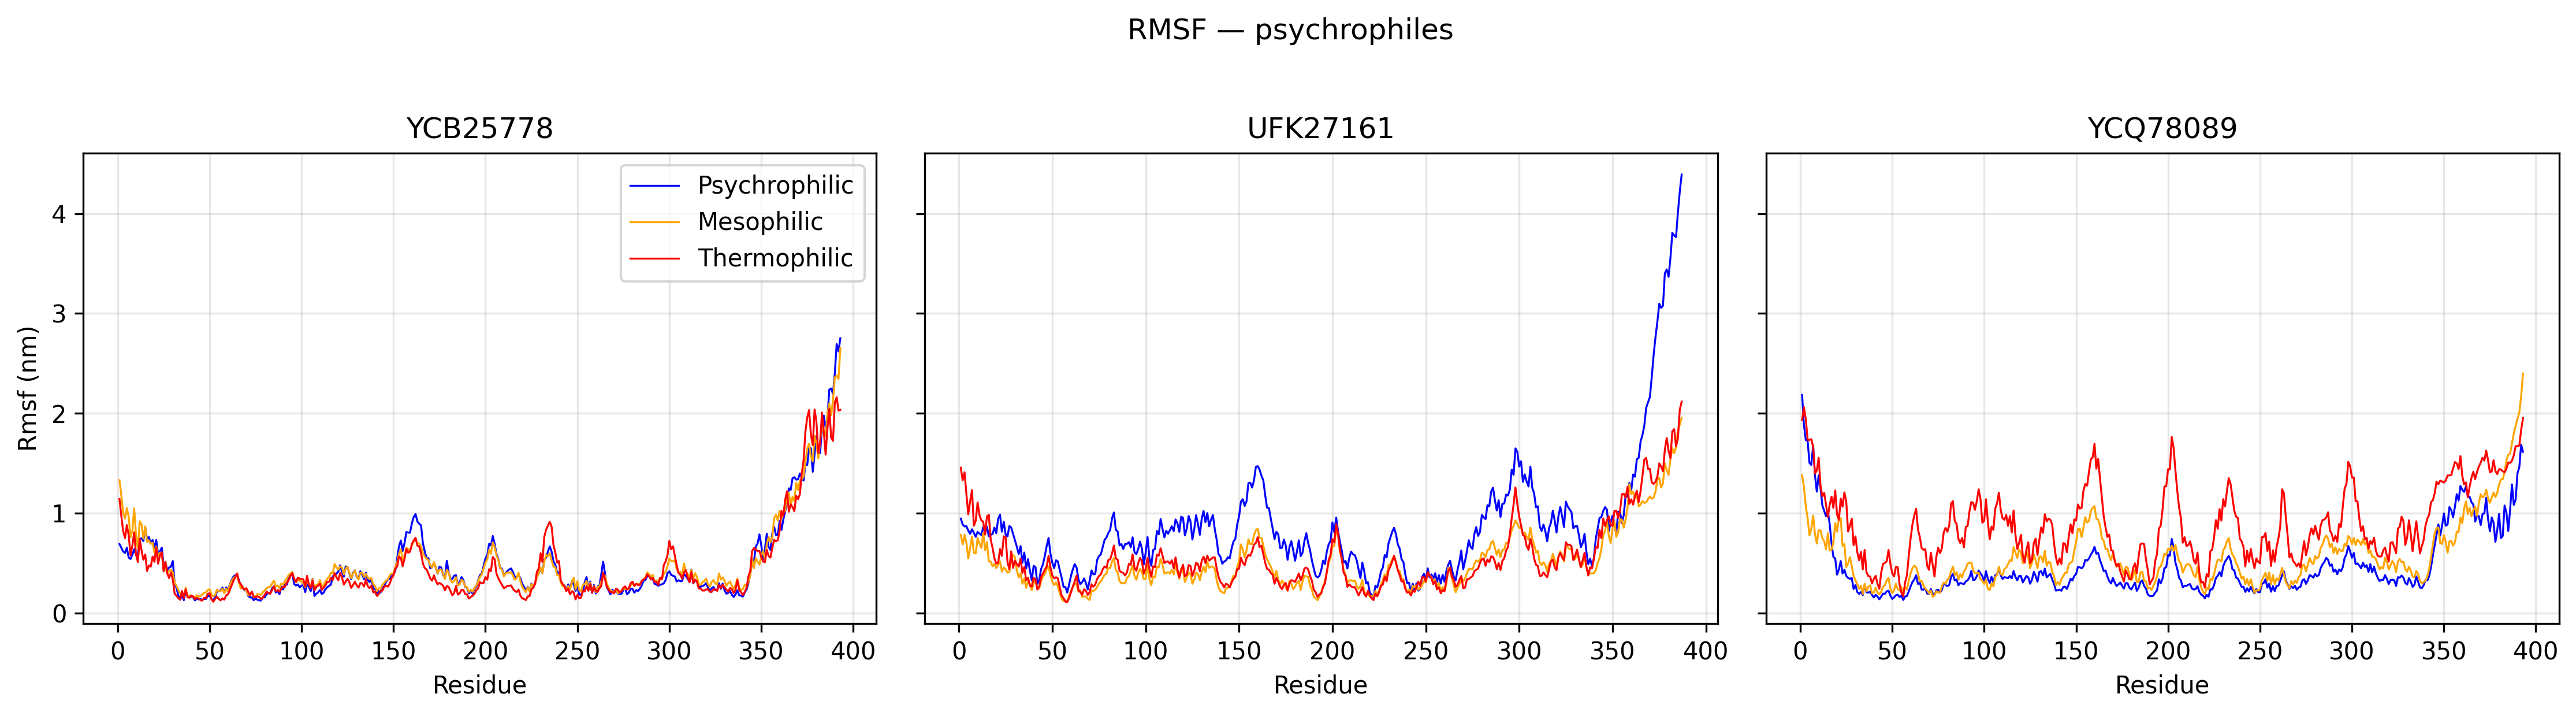 RMSF — psychrophiles
YCB25778
UFK27161
YCQ78089
Psychrophilic
Mesophilic
Thermophilic
Rmsf (nm)
4
3
2
1
0
0 50 100 150 200 250 300 350 400
0 50 100 150 200 250 300 350 400
0 50 100 150 200 250 300 350 400
Residue
Residue
Residue